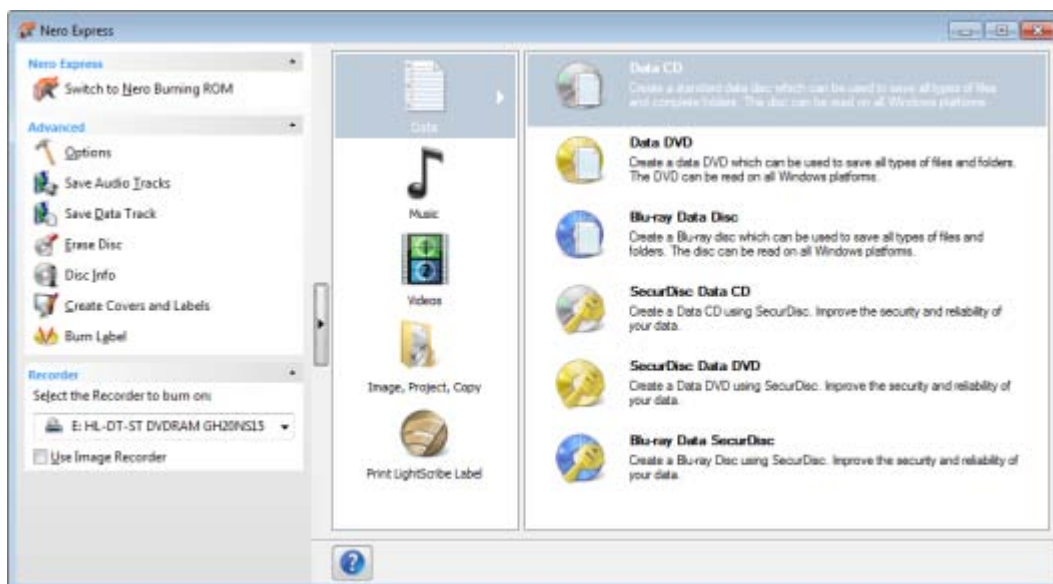 Nero Express
Nero Express
Switch to Nero Burning ROM
Advanced
Options
Save Audio Tracks
Save Data Track
Erase Disc
Disc Info
Create Covers and Labels
Burn Label
Recorder
Select the Recorder to burn on:
E: HL-DT-ST DVDRAM GH20NS15
Use Image Recorder
Data
Music
Videos
Image, Project, Copy
Print LightScribe Label
Data CD
Create a standard data disc which can be used to save all types of files
and complete folders. The disc can be read on all Windows platforms.
Data DVD
Create a data DVD which can be used to save all types of files and folders.
The DVD can be read on all Windows platforms.
Blu-ray Data Disc
Create a Blu-ray disc which can be used to save all types of files and
folders. The disc can be read on all Windows platforms.
SecurDisc Data CD
Create a Data CD using SecurDisc. Improve the security and reliability of
your data.
SecurDisc Data DVD
Create a Data DVD using SecurDisc. Improve the security and reliability of
your data.
Blu-ray Data SecurDisc
Create a Blu-ray Disc using SecurDisc. Improve the security and reliability of
your data.
?